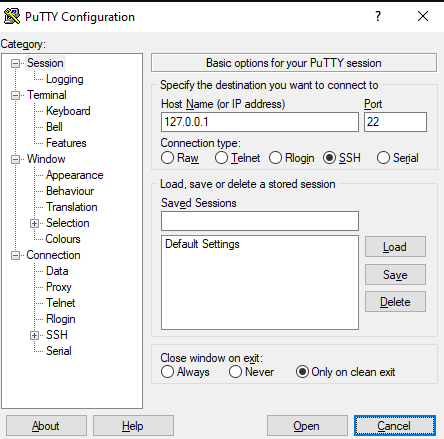 PuTTY Configuration
?
Category:
Session
Logging
Terminal
Keyboard
Bell
Features
Window
Appearance
Behaviour
Translation
Selection
Colours
Connection
Data
Proxy
Telnet
Rlogin
SSH
Serial
Basic options for your PuTTY session
Specify the destination you want to connect to
Host Name (or IP address) Port
127.0.0.1 22
Connection type:
Raw Telnet Rlogin SSH Serial
Load, save or delete a stored session
Saved Sessions
Default Settings
Load
Save
Delete
Close window on exit:
Always Never Only on clean exit
About Help Open Cancel